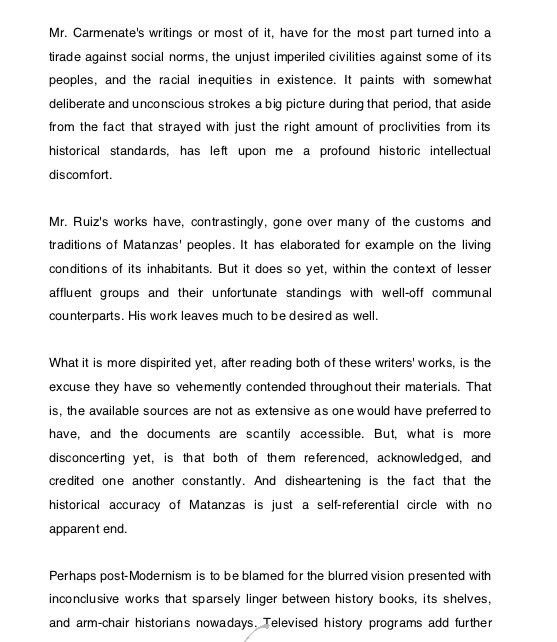 Mr. Carmenate's writings or most of it, have for the most part turned into a
tirade against social norms, the unjust imperiled civilities against some of its
peoples, and the racial inequities in existence. It paints with somewhat
deliberate and unconscious strokes a big picture during that period, that aside
from the fact that strayed with just the right amount of proclivities from its
historical standards, has left upon me a profound historic intellectual
discomfort.
Mr. Ruiz's works have, contrastingly, gone over many of the customs and
traditions of Matanzas' peoples. It has elaborated for example on the living
conditions of its inhabitants. But it does so yet, within the context of lesser
affluent groups and their unfortunate standings with well-off communal
counterparts. His work leaves much to be desired as well.
What it is more dispirited yet, after reading both of these writers' works, is the
excuse they have so vehemently contended throughout their materials. That
is, the available sources are not as extensive as one would have preferred to
have, and the documents are scantily accessible. But, what is more
disconcerting yet, is that both of them referenced, acknowledged, and
credited one another constantly. And disheartening is the fact that the
historical accuracy of Matanzas is just a self-referential circle with no
apparent end.
Perhaps post-Modernism is to be blamed for the blurred vision presented with
inconclusive works that sparsely linger between history books, its shelves,
and arm-chair historians nowadays. Televised history programs add further